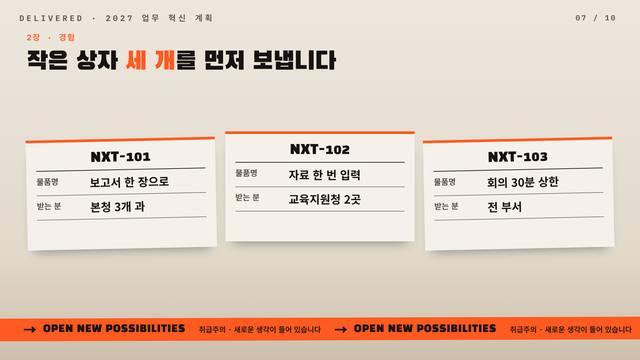 DELIVERED · 2027 업무 혁신 계획
07 / 10
2장 · 경험
작은 상자 세 개를 먼저 보냅니다
NXT-101
물품명 보고서 한 장으로
받는 분 본청 3개 과
NXT-102
물품명 자료 한 번 입력
받는 분 교육지원청 2곳
NXT-103
물품명 회의 30분 상한
받는 분 전 부서
→ OPEN NEW POSSIBILITIES 취급주의 · 새로운 생각이 들어 있습니다 → OPEN NEW POSSIBILITIES 취급주의 · 새로운 생각이 들어 있습니다